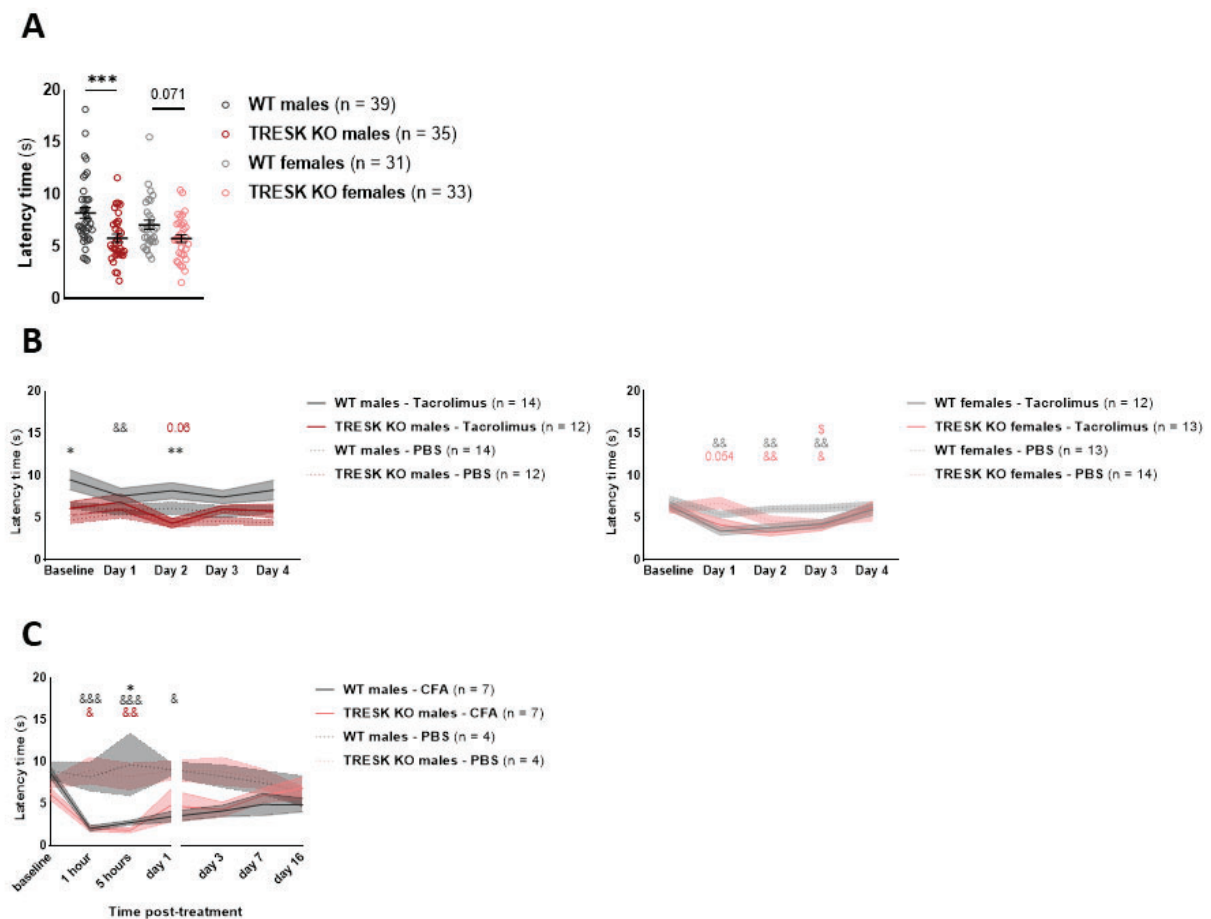 A
20
15
10
5
0
Latency time (s)
***
0.071
WT males (n = 39)
TRESK KO males (n = 35)
WT females (n = 31)
TRESK KO females (n = 33)
B
20
15
10
5
0
Latency time (s)
&& 0.06
* **
Baseline Day 1 Day 2 Day 3 Day 4
WT males - Tacrolimus (n = 14)
TRESK KO males - Tacrolimus (n = 12)
WT males - PBS (n = 14)
TRESK KO males - PBS (n = 12)
20
15
10
5
0
Latency time (s)
$
&& && &&
0.054 && &
Baseline Day 1 Day 2 Day 3 Day 4
WT females - Tacrolimus (n = 12)
TRESK KO females - Tacrolimus (n = 13)
WT females - PBS (n = 13)
TRESK KO females - PBS (n = 14)
C
20
15
10
5
0
Latency time (s)
*
&&& &&& &
& &&
baseline 1 hour 5 hours day 1 day 3 day 7 day 16
Time post-treatment
WT males - CFA (n = 7)
TRESK KO males - CFA (n = 7)
WT males - PBS (n = 4)
TRESK KO males - PBS (n = 4)